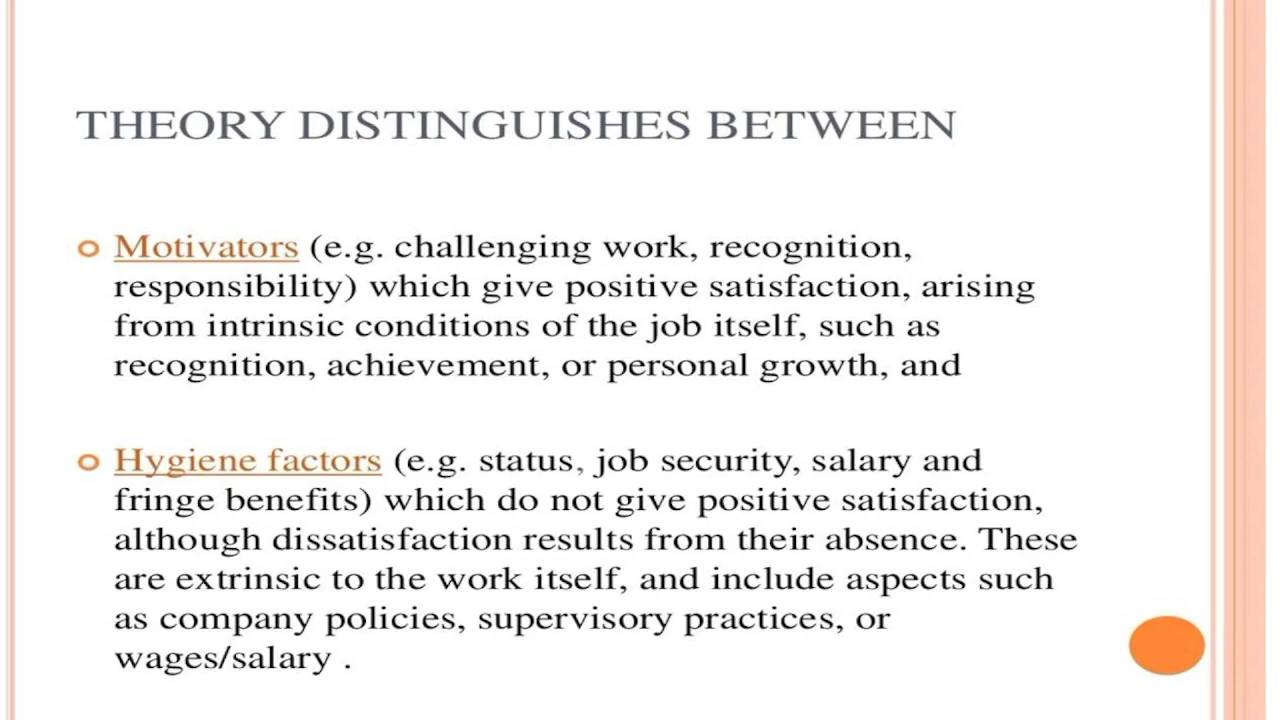 THEORY DISTINGUISHES BETWEEN
Motivators (e.g. challenging work, recognition,
responsibility) which give positive satisfaction, arising
from intrinsic conditions of the job itself, such as
recognition, achievement, or personal growth, and
Hygiene factors (e.g. status, job security, salary and
fringe benefits) which do not give positive satisfaction,
although dissatisfaction results from their absence. These
are extrinsic to the work itself, and include aspects such
as company policies, supervisory practices, or
wages/salary .